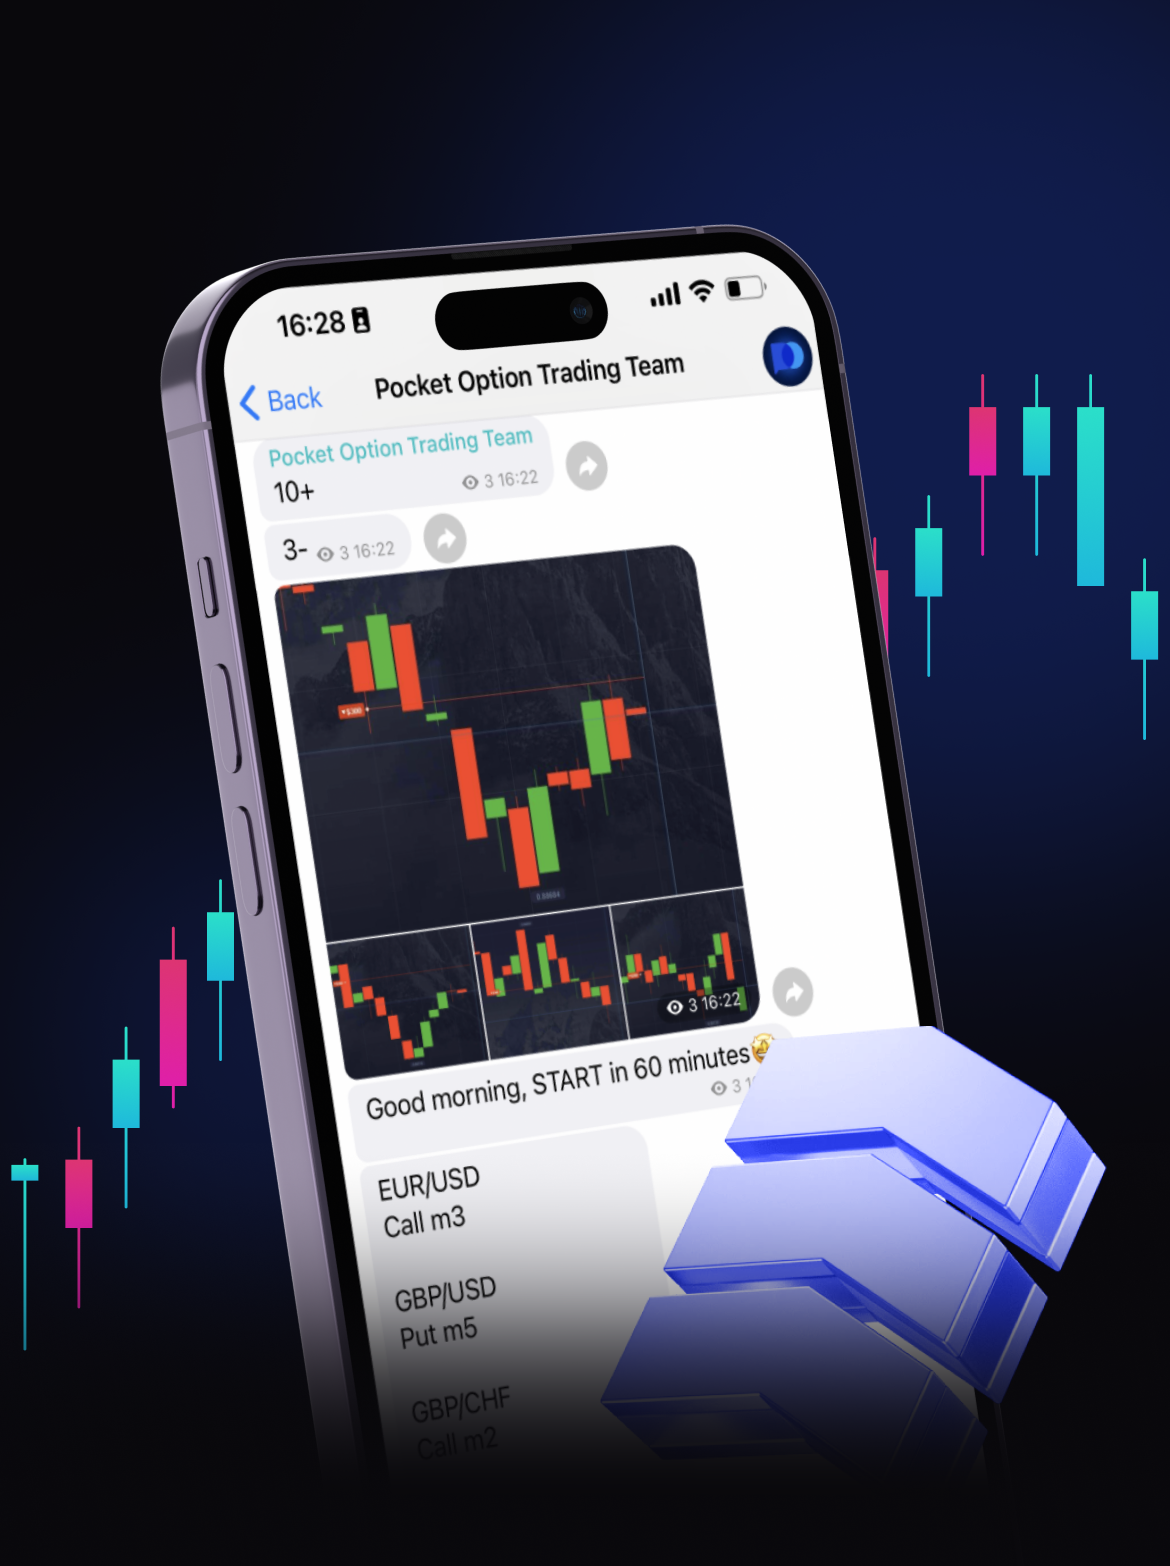 16:28
Back
Pocket Option Trading Team
Pocket Option Trading Team
10+
3 16:22
3-
3 16:22
3 16:22
Good morning, START in 60 minutes🤩
EUR/USD
Call m3
GBP/USD
Put m5
GBP/CHF
Call m2